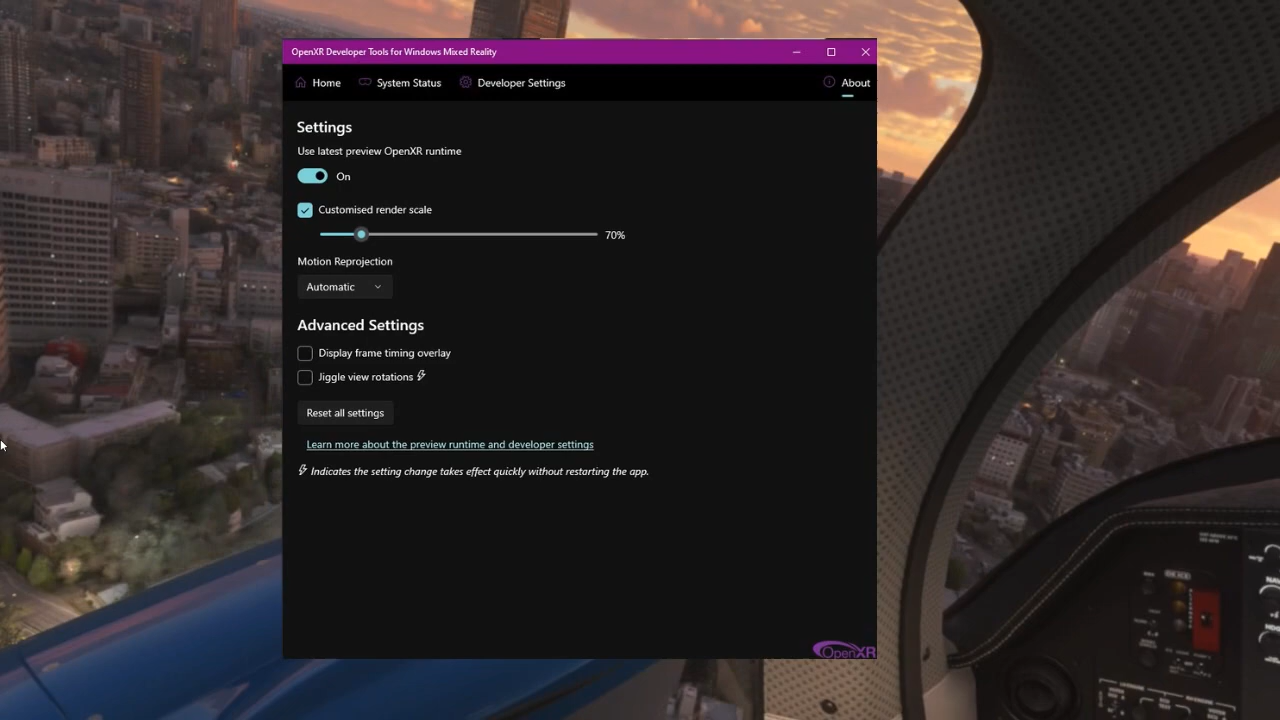 OpenXR Developer Tools for Windows Mixed Reality
Home
System Status
Developer Settings
About
Settings
Use latest preview OpenXR runtime
On
Customised render scale
70%
Motion Reprojection
Automatic
Advanced Settings
Display frame timing overlay
Jiggle view rotations
Reset all settings
Learn more about the preview runtime and developer settings
Indicates the setting change takes effect quickly without restarting the app.
OpenXR